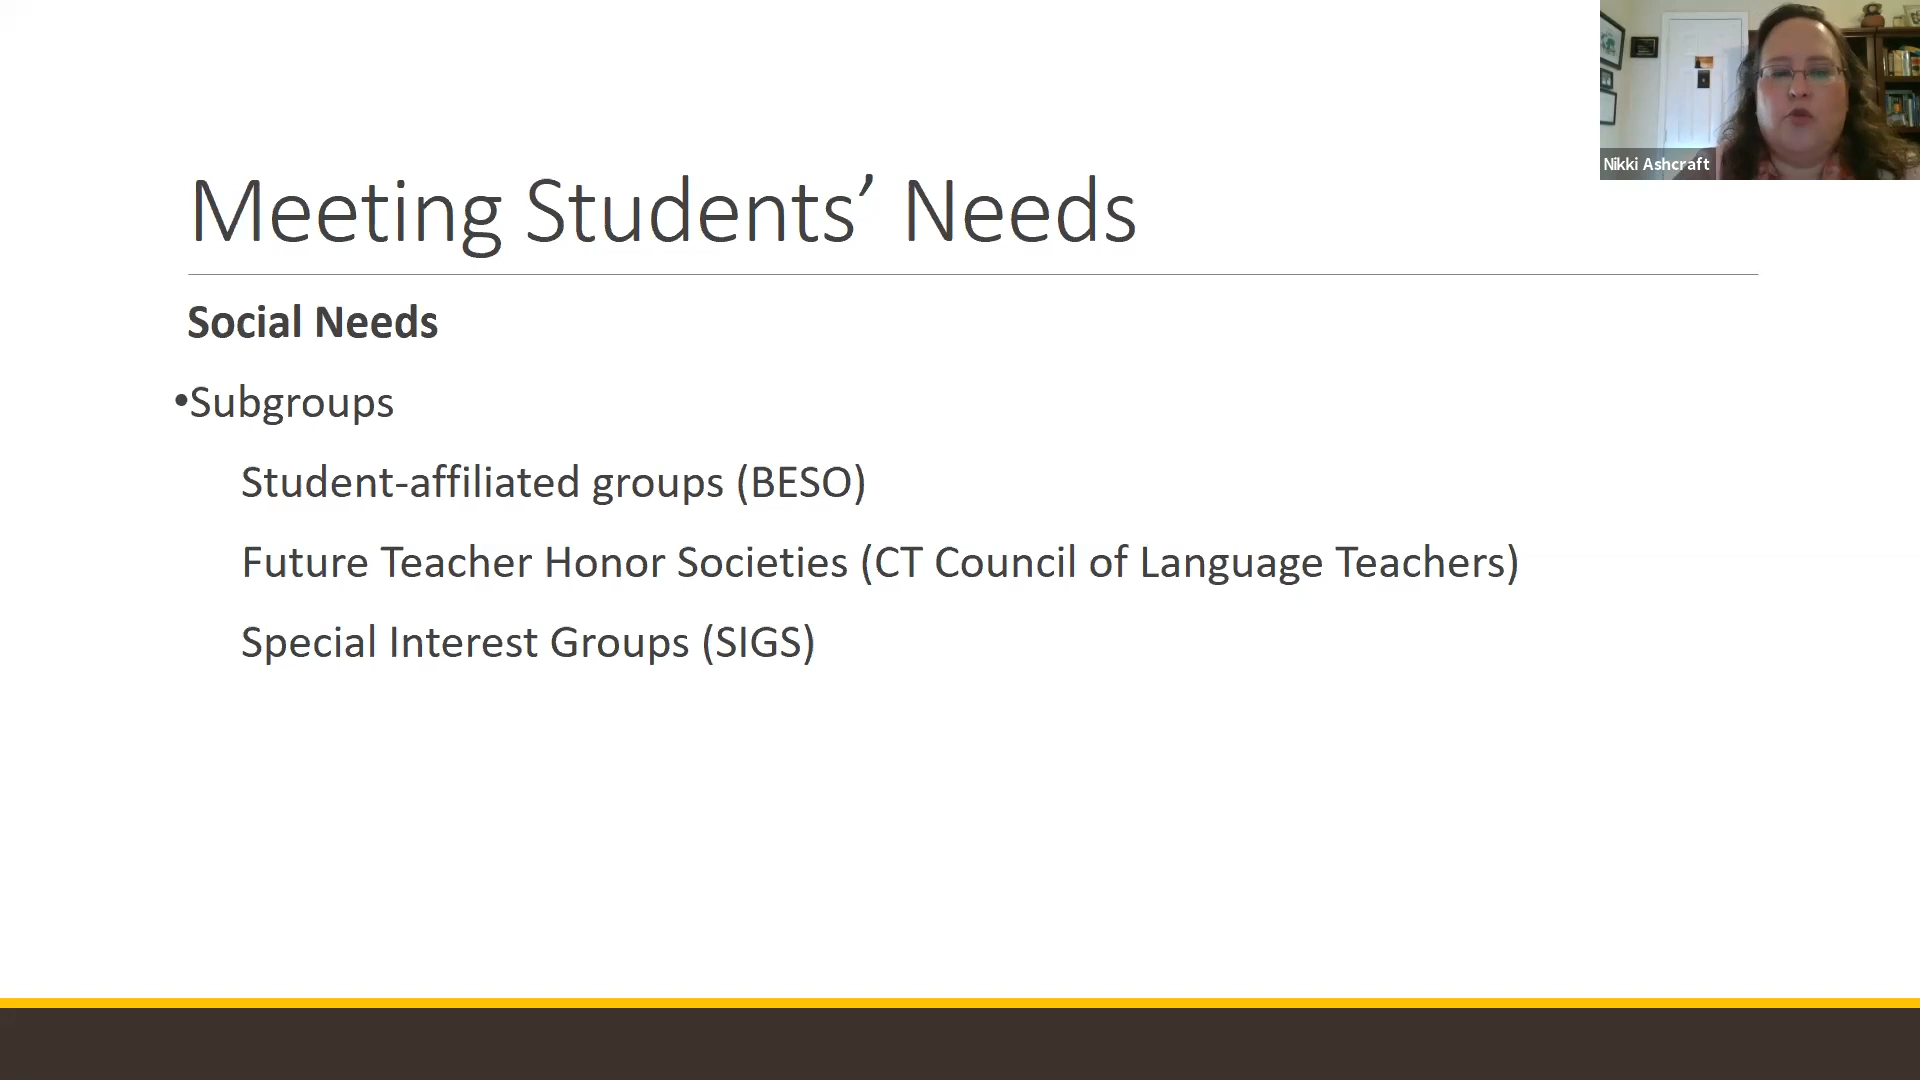 Meeting Students’ Needs
Nikki Ashcraft
Social Needs
•Subgroups
Student-affiliated groups (BESO)
Future Teacher Honor Societies (CT Council of Language Teachers)
Special Interest Groups (SIGS)